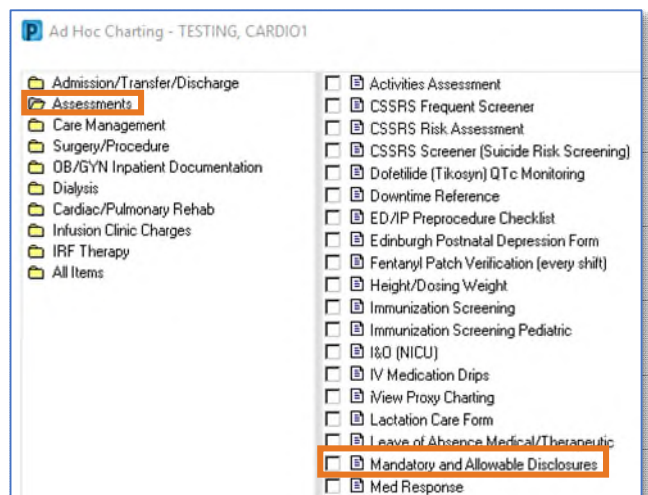 P Ad Hoc Charting - TESTING, CARDIO1
Admission/Transfer/Discharge
Assessments
Care Management
Surgery/Procedure
OB/GYN Inpatient Documentation
Dialysis
Cardiac/Pulmonary Rehab
Infusion Clinic Charges
IRF Therapy
All Items
Activities Assessment
CSSRS Frequent Screener
CSSRS Risk Assessment
CSSRS Screener (Suicide Risk Screening)
Dofetilide (Tikosyn) QTc Monitoring
Downtime Reference
ED/IP Preprocedure Checklist
Edinburgh Postnatal Depression Form
Fentanyl Patch Verification (every shift)
Height/Dosing Weight
Immunization Screening
Immunization Screening Pediatric
I&O (NICU)
IV Medication Drips
iView Proxy Charting
Lactation Care Form
Leave of Absence Medical/Therapeutic
Mandatory and Allowable Disclosures
Med Response